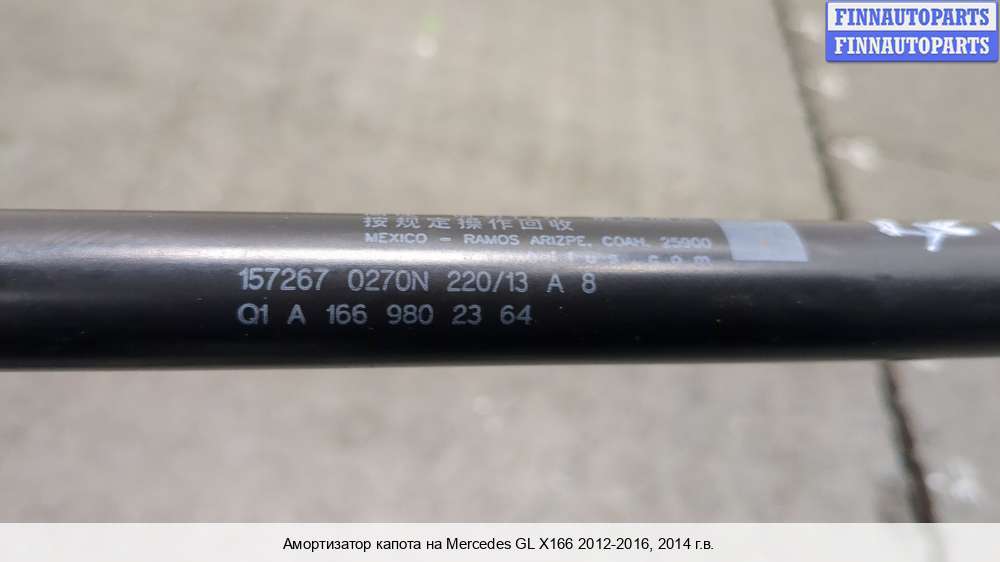 FINNAUTOPARTS
FINNAUTOPARTS
按规定操作回收
MEXICO - RAMOS ARIZPE, COAH, 25900
157267 0270N 220/13 A 8
Q1 A 166 980 23 64
Амортизатор капота на Mercedes GL X166 2012-2016, 2014 г.в.